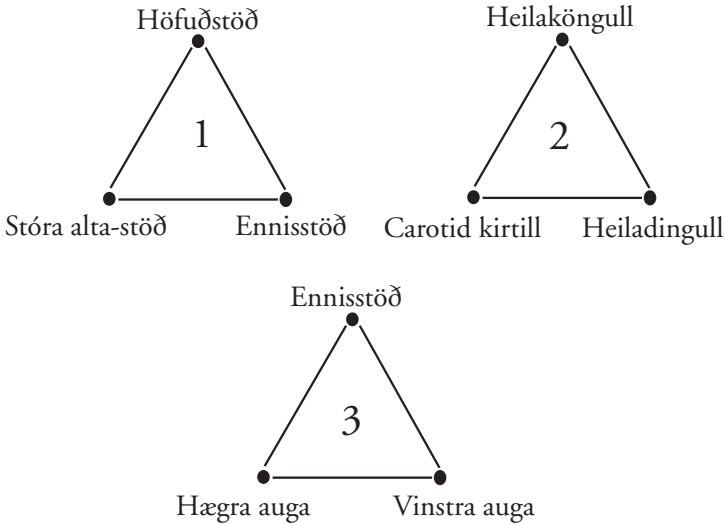 Höfuðstöð
1
Stóra alta-stöð
Ennisstöð
Heilaköngull
2
Carotid kirtill
Heiladingull
Ennisstöð
3
Hægra auga
Vinstra auga